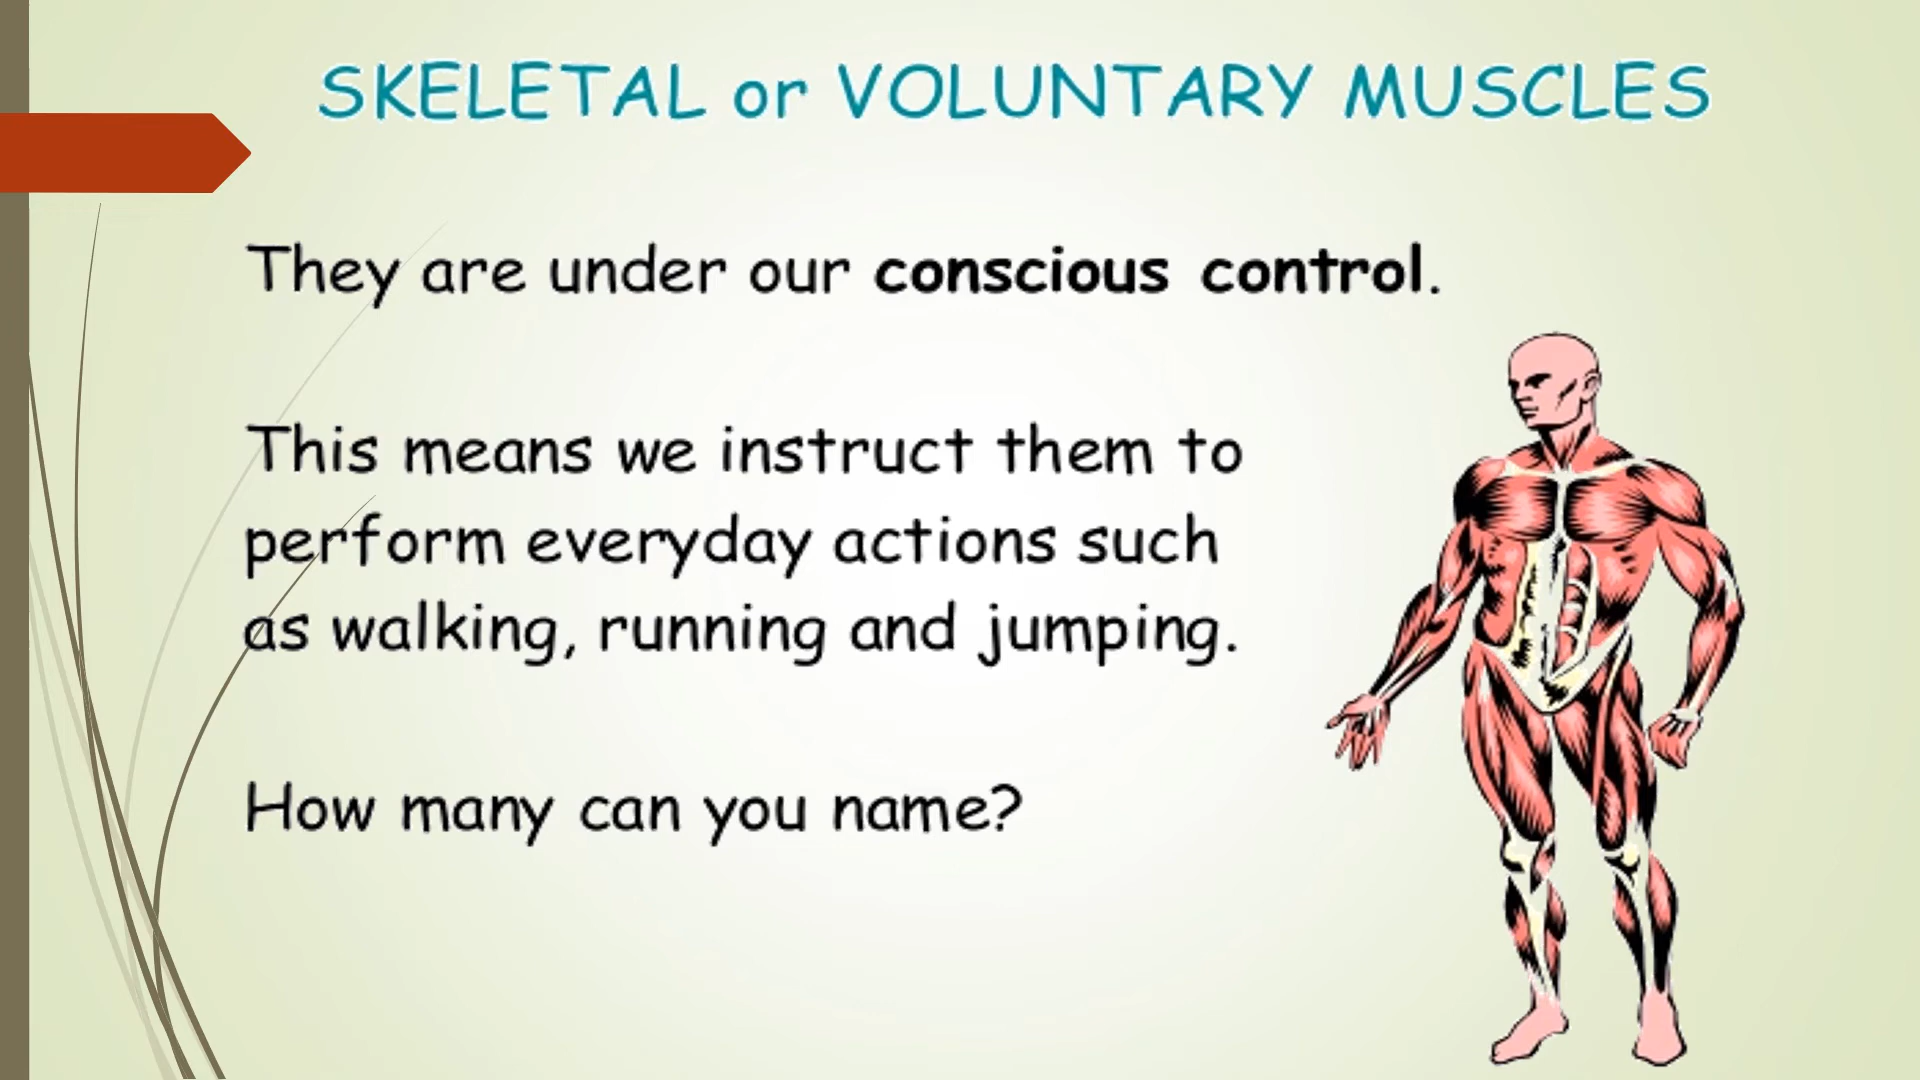 SKELETAL or VOLUNTARY MUSCLES
They are under our conscious control.
This means we instruct them to
perform everyday actions such
as walking, running and jumping.
How many can you name?